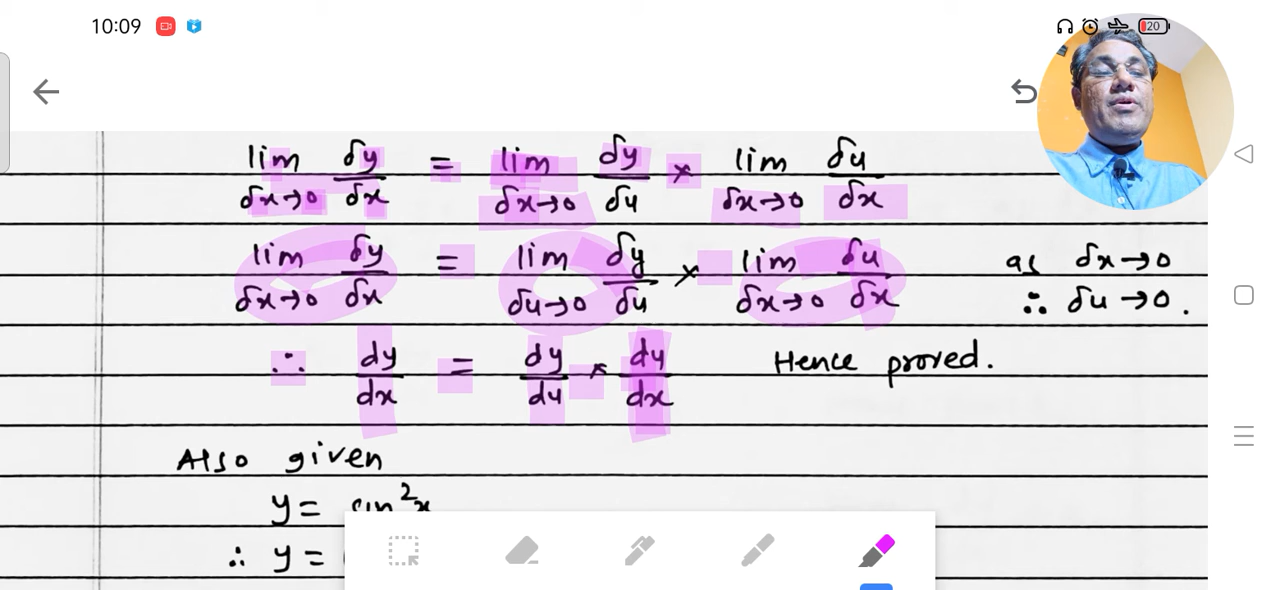 10:09 20
lim δx→0 δy/δx = lim δx→0 δy/δu × lim δx→0 δu/δx
lim δx→0 δy/δx = lim δu→0 δy/δu × lim δx→0 δu/δx as δx→0
∴ δu→0.
∴ dy/dx = dy/du × du/dx Hence proved.
Also given
y = sin²x
∴ y =